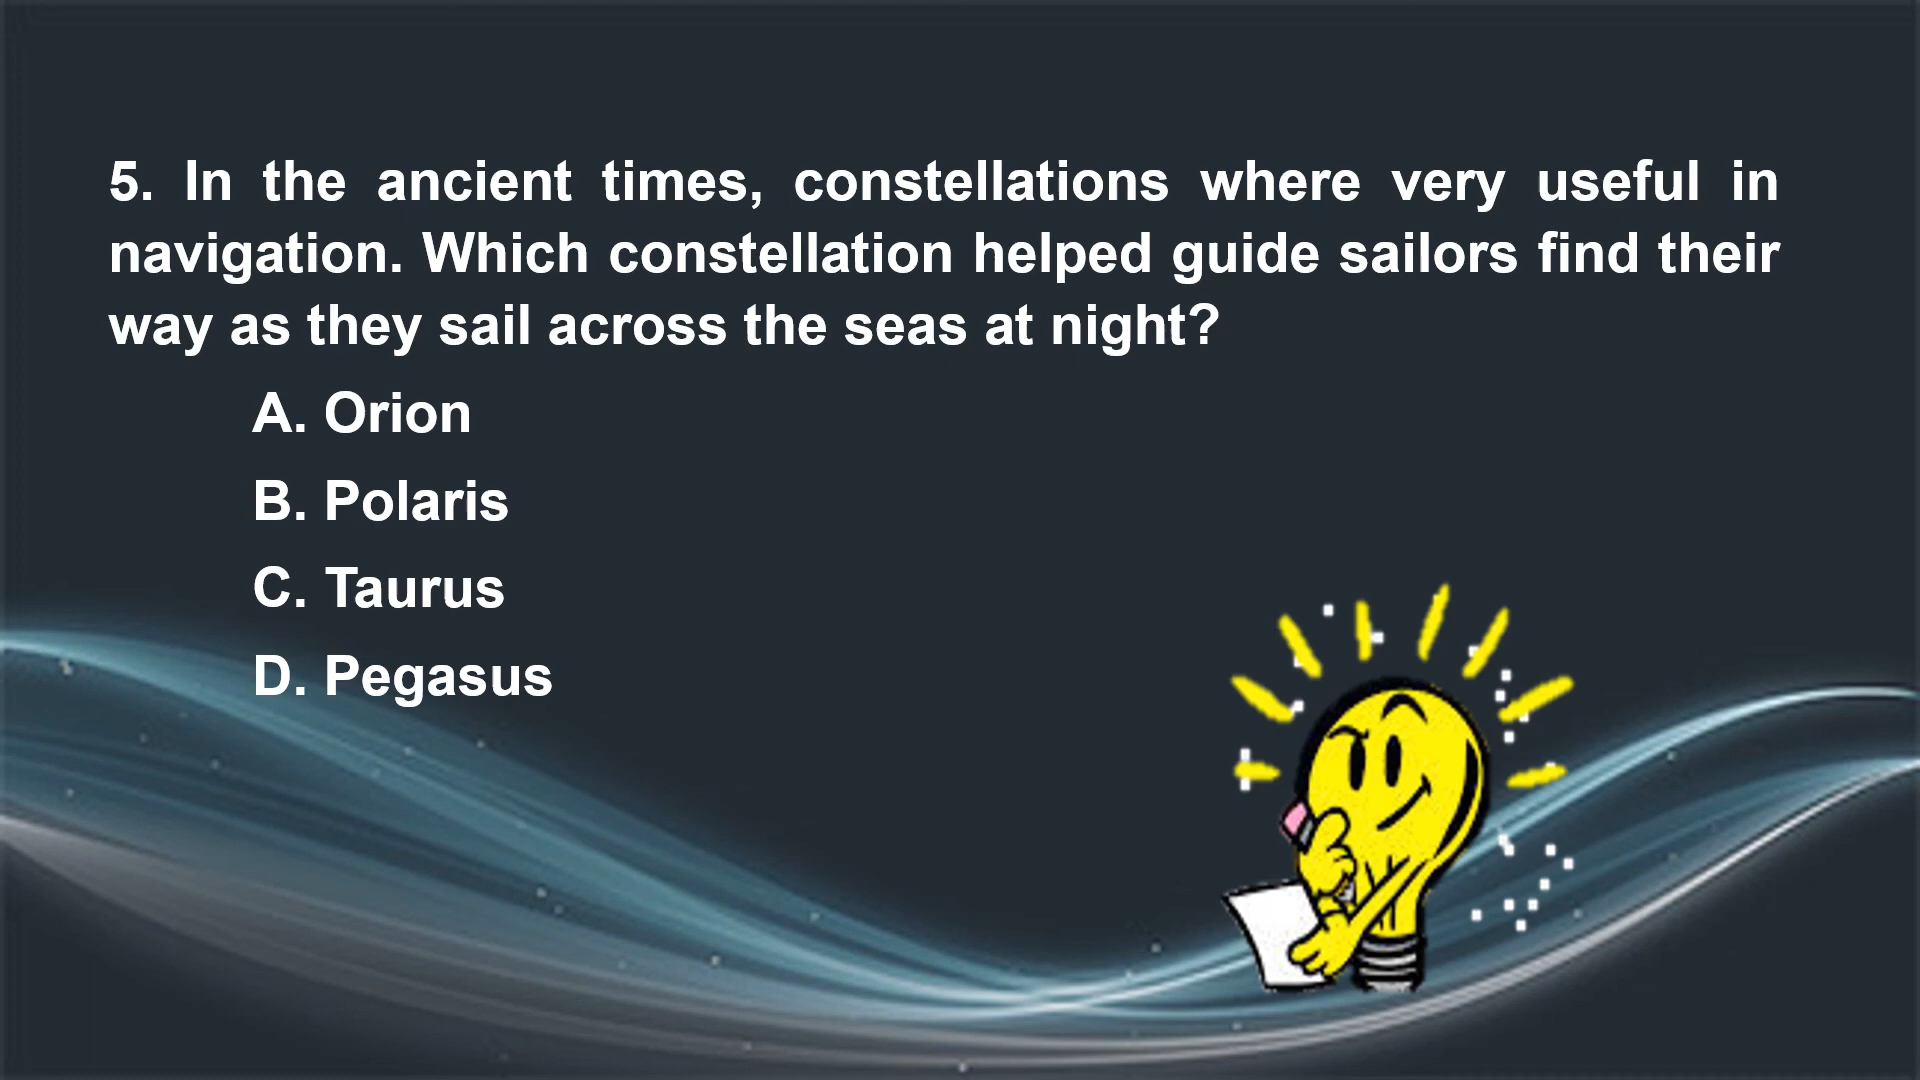 5. In the ancient times, constellations where very useful in
navigation. Which constellation helped guide sailors find their
way as they sail across the seas at night?
A. Orion
B. Polaris
C. Taurus
D. Pegasus